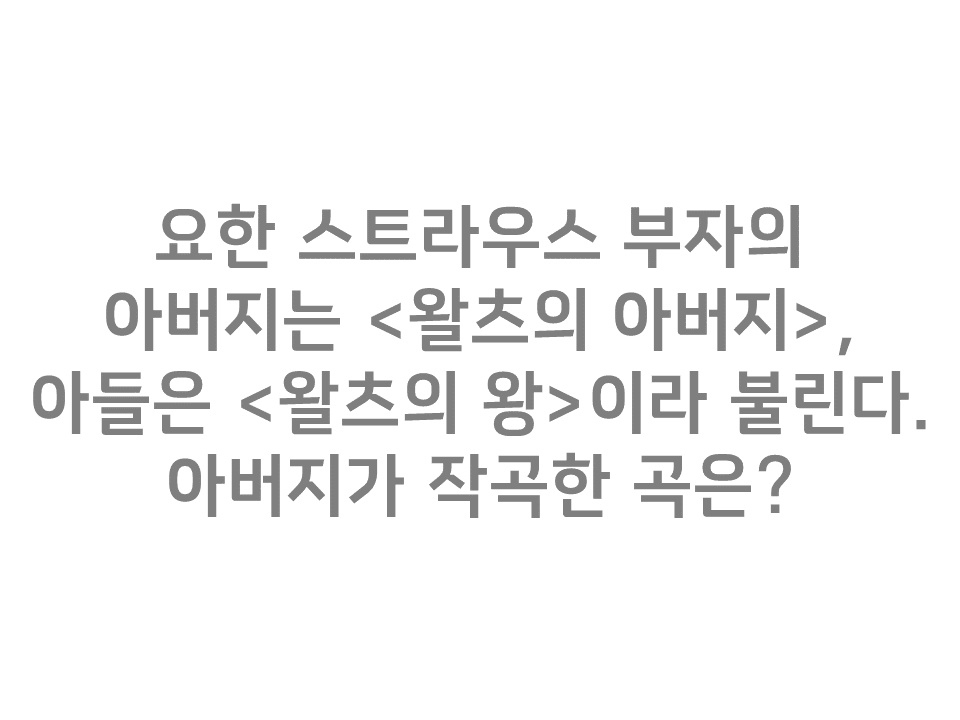 요한 스트라우스 부자의
아버지는 <왈츠의 아버지>,
아들은 <왈츠의 왕>이라 불린다.
아버지가 작곡한 곡은?